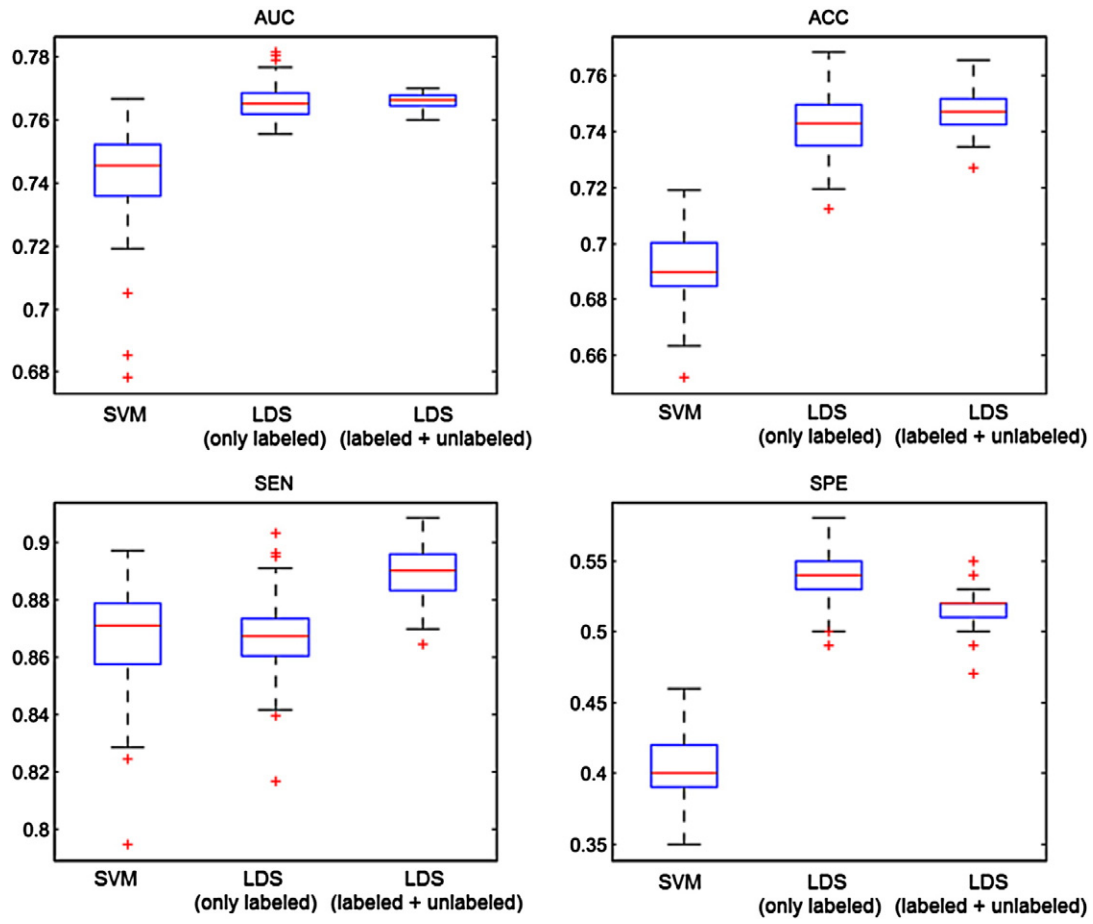 AUC
0.78
0.76
0.74
0.72
0.7
0.68
SVM
LDS
(only labeled)
LDS
(labeled + unlabeled)
ACC
0.76
0.74
0.72
0.7
0.68
0.66
SVM
LDS
(only labeled)
LDS
(labeled + unlabeled)
SEN
0.9
0.88
0.86
0.84
0.82
0.8
SVM
LDS
(only labeled)
LDS
(labeled + unlabeled)
SPE
0.55
0.5
0.45
0.4
0.35
SVM
LDS
(only labeled)
LDS
(labeled + unlabeled)